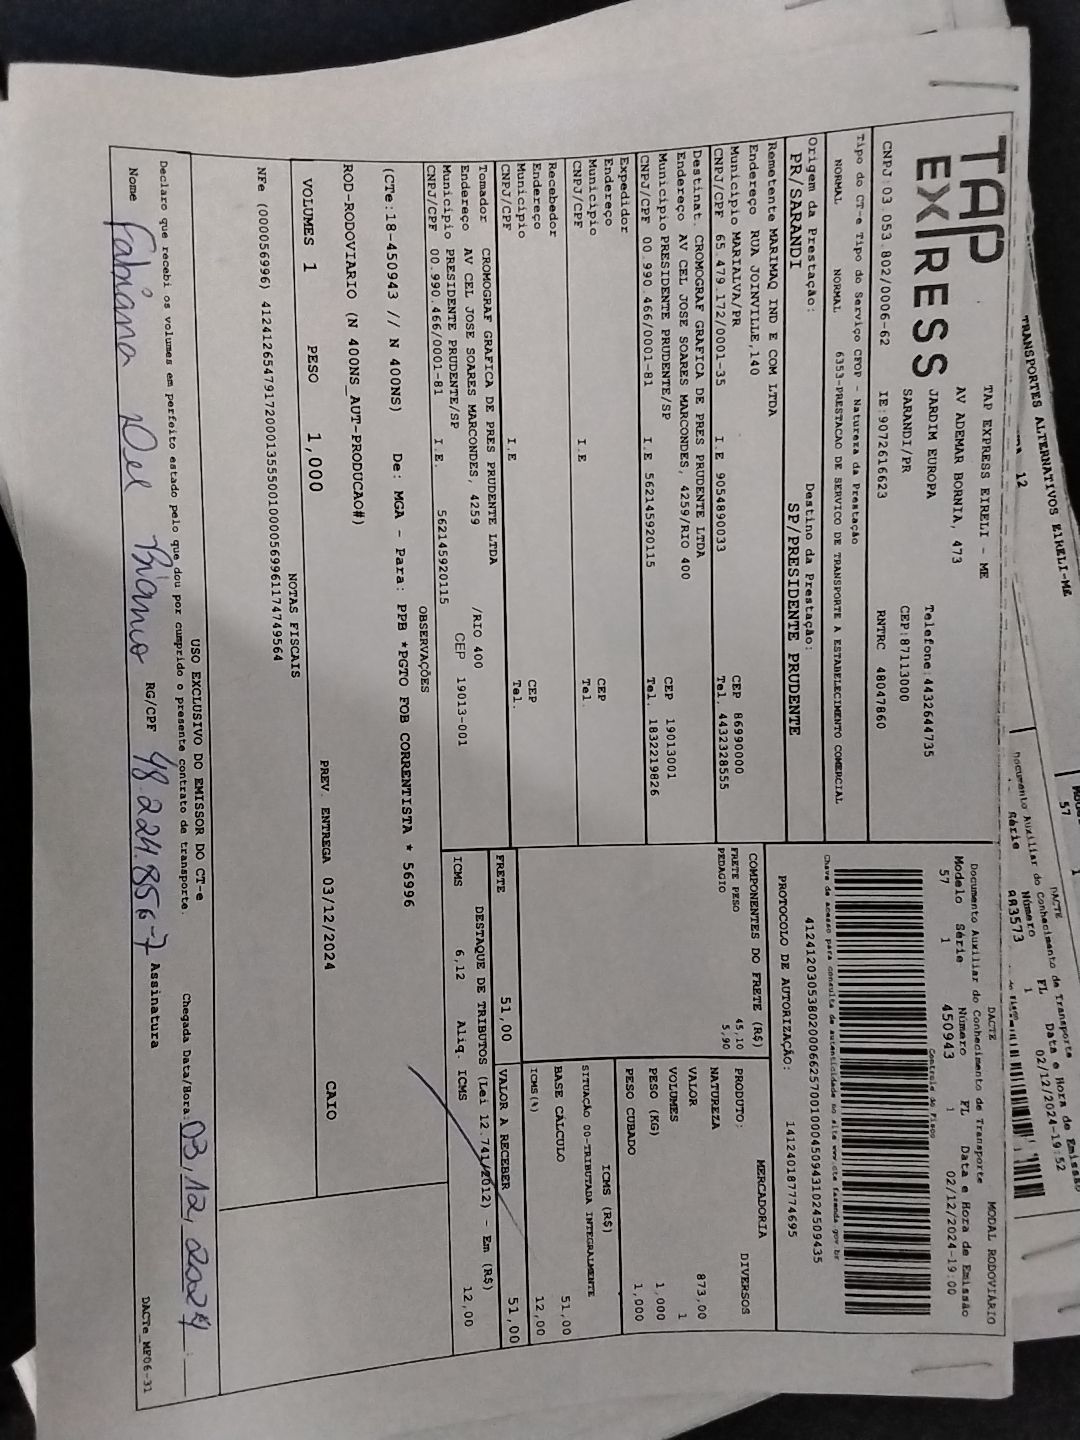 TAP
EXPRESS
TAP EXPRESS EIRELI - ME
AV ADEMAR BORNIA, 473
JARDIM EUROPA
SARANDI/PR
Telefone:4432644735
CEP:87113000
CNPJ:03.053.802/0006-62 IE:9072616623 RNTRC 48047860
Tipo do CT-e Tipo do Serviço CFOP - Natureza da Prestação
NORMAL NORMAL 6353-PRESTACAO DE SERVICO DE TRANSPORTE A ESTABELECIMENTO COMERCIAL
Origem da Prestação: Destino da Prestação:
PR/SARANDI SP/PRESIDENTE PRUDENTE
DACTE MODAL RODOVIÁRIO
Documento Auxiliar do Conhecimento de Transporte
Modelo Série Número FL Data e Hora de Emissão
57 1 450943 1 02/12/2024-19:00
Controle do Fisco
Chave de acesso para consulta de autenticidade no site www.cte.fazenda.gov.br
41241203053802000662570010004509431024509435
PROTOCOLO DE AUTORIZAÇÃO: 141240187774695
Remetente MARIMAQ IND E COM LTDA
Endereço RUA JOINVILLE,140
Município MARIALVA/PR CEP 86990000
CNPJ/CPF 65.479.172/0001-35 I.E 9054890033 Tel. 4432328555
Destinat. CROMOGRAF GRAFICA DE PRES PRUDENTE LTDA
Endereço AV CEL JOSE SOARES MARCONDES, 4259/RIO 400
Município PRESIDENTE PRUDENTE/SP CEP 19013001
CNPJ/CPF 00.990.466/0001-81 I.E 562145920115 Tel. 1832219826
Expedidor
Endereço
Município CEP
CNPJ/CPF I.E Tel.
Recebedor
Endereço
Município CEP
CNPJ/CPF I.E Tel.
Tomador CROMOGRAF GRAFICA DE PRES PRUDENTE LTDA
Endereço AV CEL JOSE SOARES MARCONDES, 4259 /RIO 400
Município PRESIDENTE PRUDENTE/SP CEP 19013-001
CNPJ/CPF 00.990.466/0001-81 I.E. 562145920115
COMPONENTES DO FRETE (R$)
FRETE PESO 45,10
PEDAGIO 5,90
MERCADORIA
PRODUTO: DIVERSOS
NATUREZA
VALOR 873,00
VOLUMES 1
PESO (KG) 1,000
PESO CUBADO 1,000
ICMS (R$)
SITUAÇÃO 00-TRIBUTADA INTEGRALMENTE
BASE CÁLCULO 51,00
ICMS(%) 12,00
FRETE 51,00 VALOR A RECEBER 51,00
DESTAQUE DE TRIBUTOS (Lei 12.741/2012) - Em (R$)
ICMS 6,12 Aliq. ICMS 12,00
OBSERVAÇÕES
(CTe:18-450943 // N 400NS) De: MGA - Para: PPB *PGTO FOB CORRENTISTA * 56996
ROD-RODOVIARIO (N 400NS_AUT-PRODUCAO#)
VOLUMES 1 PESO 1,000 PREV. ENTREGA 03/12/2024 CAIO
NOTAS FISCAIS
NFe (000056996) 41241265479172000135550010000569961174749564
USO EXCLUSIVO DO EMISSOR DO CT-e
Declaro que recebi os volumes em perfeito estado pelo que dou por cumprido o presente contrato de transporte. Chegada Data/Hora: 03,12,2024 :
Nome Fabiana Del Bianco RG/CPF 48.224.856-7 Assinatura
DACTe_MF06-31
TRANSPORTES ALTERNATIVOS EIRELI-ME
12
DACTE
Documento Auxiliar do Conhecimento de Transporte
Série Número FL Data e Hora de Emissão
57 1
1 02/12/2024-19:52